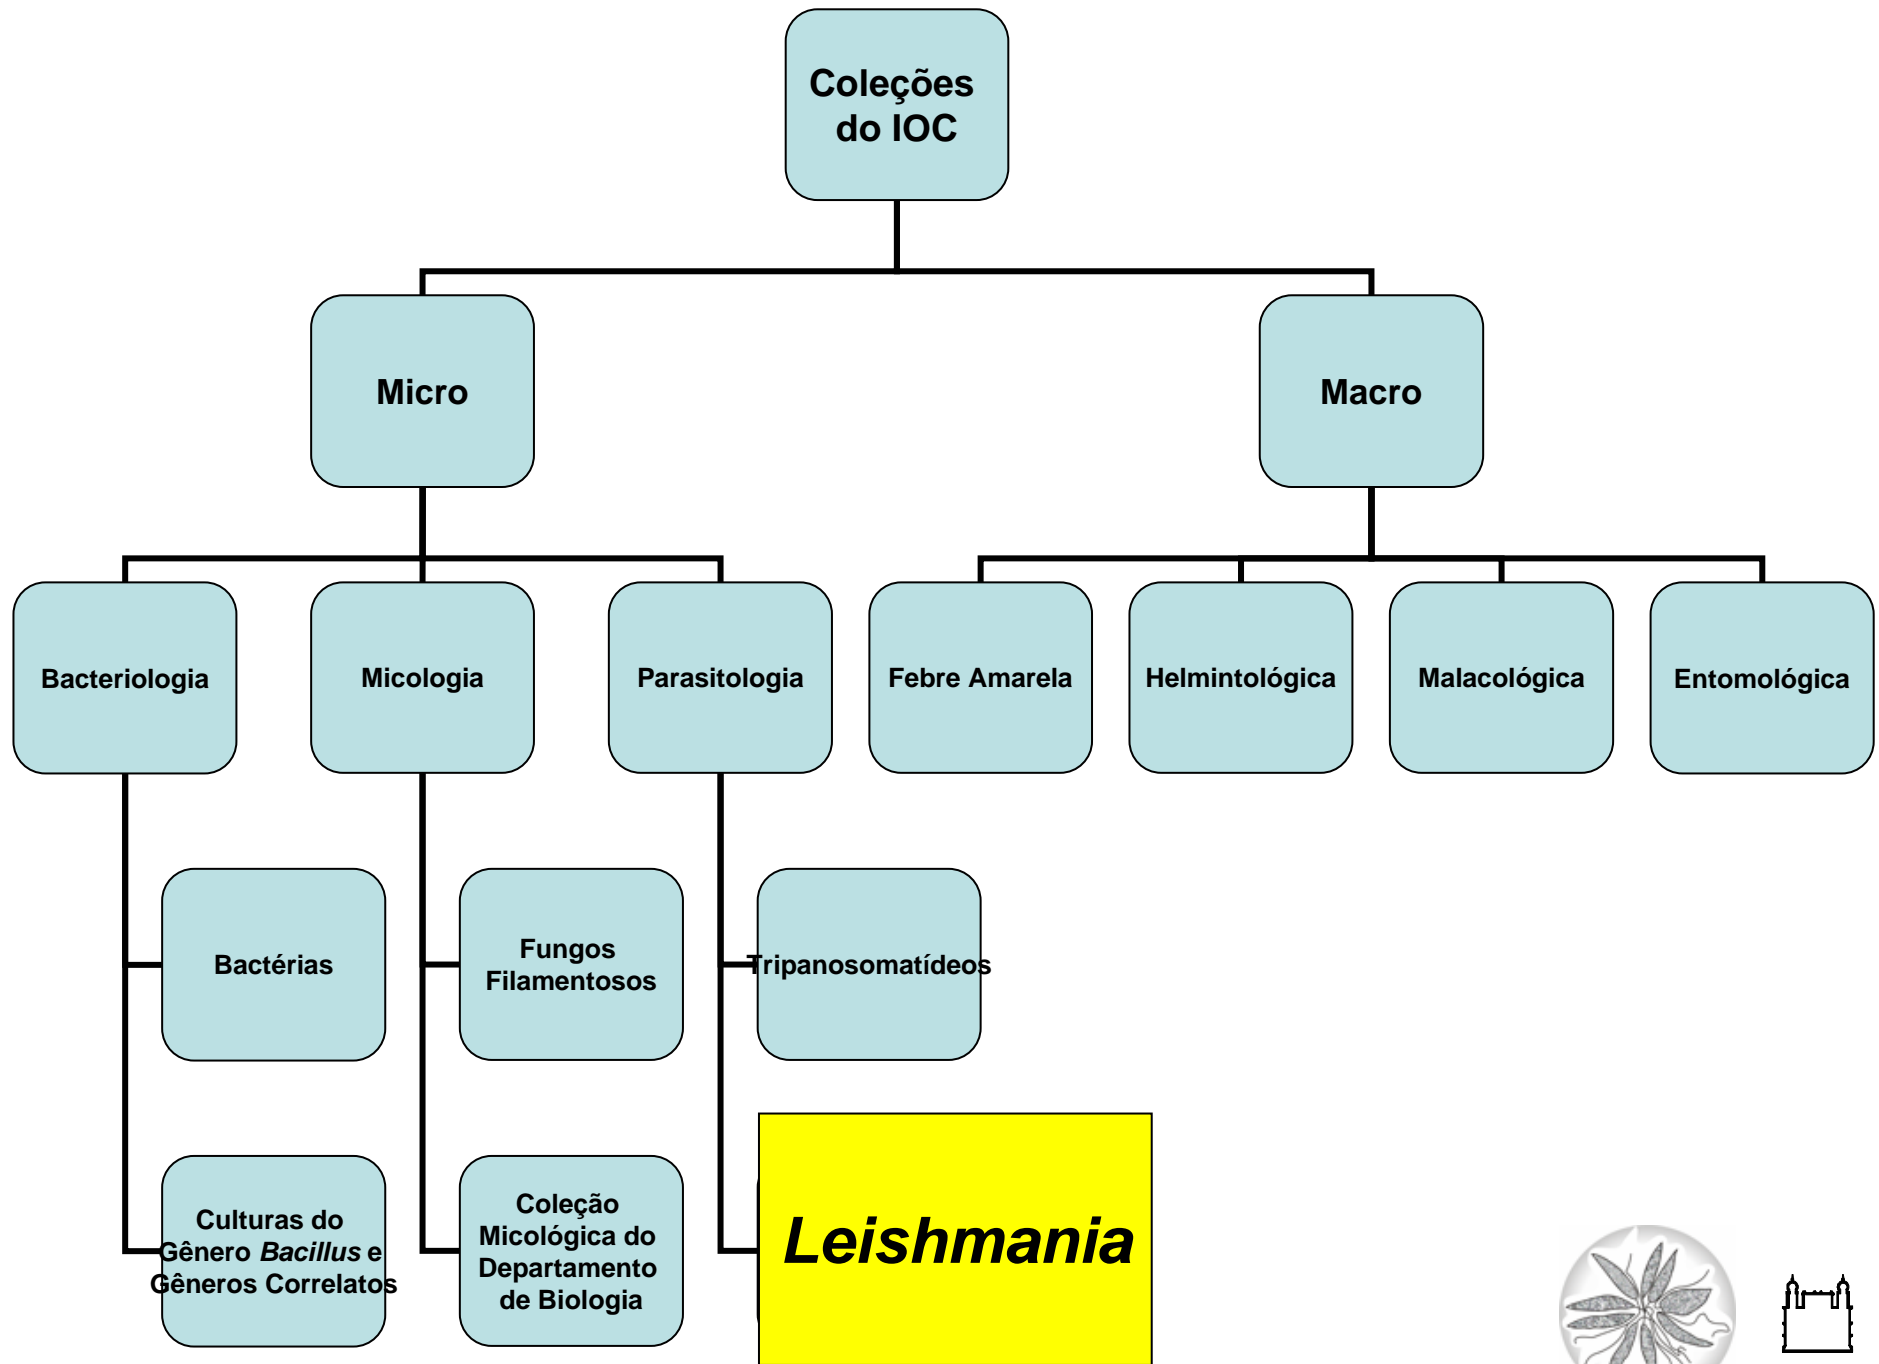 Coleções
do IOC
Micro
Macro
Bacteriologia
Micologia
Parasitologia
Febre Amarela
Helmintológica
Malacológica
Entomológica
Bactérias
Fungos
Filamentosos
Tripanosomatídeos
Culturas do
Gênero Bacillus e
Gêneros Correlatos
Coleção
Micológica do
Departamento
de Biologia
Leishmania